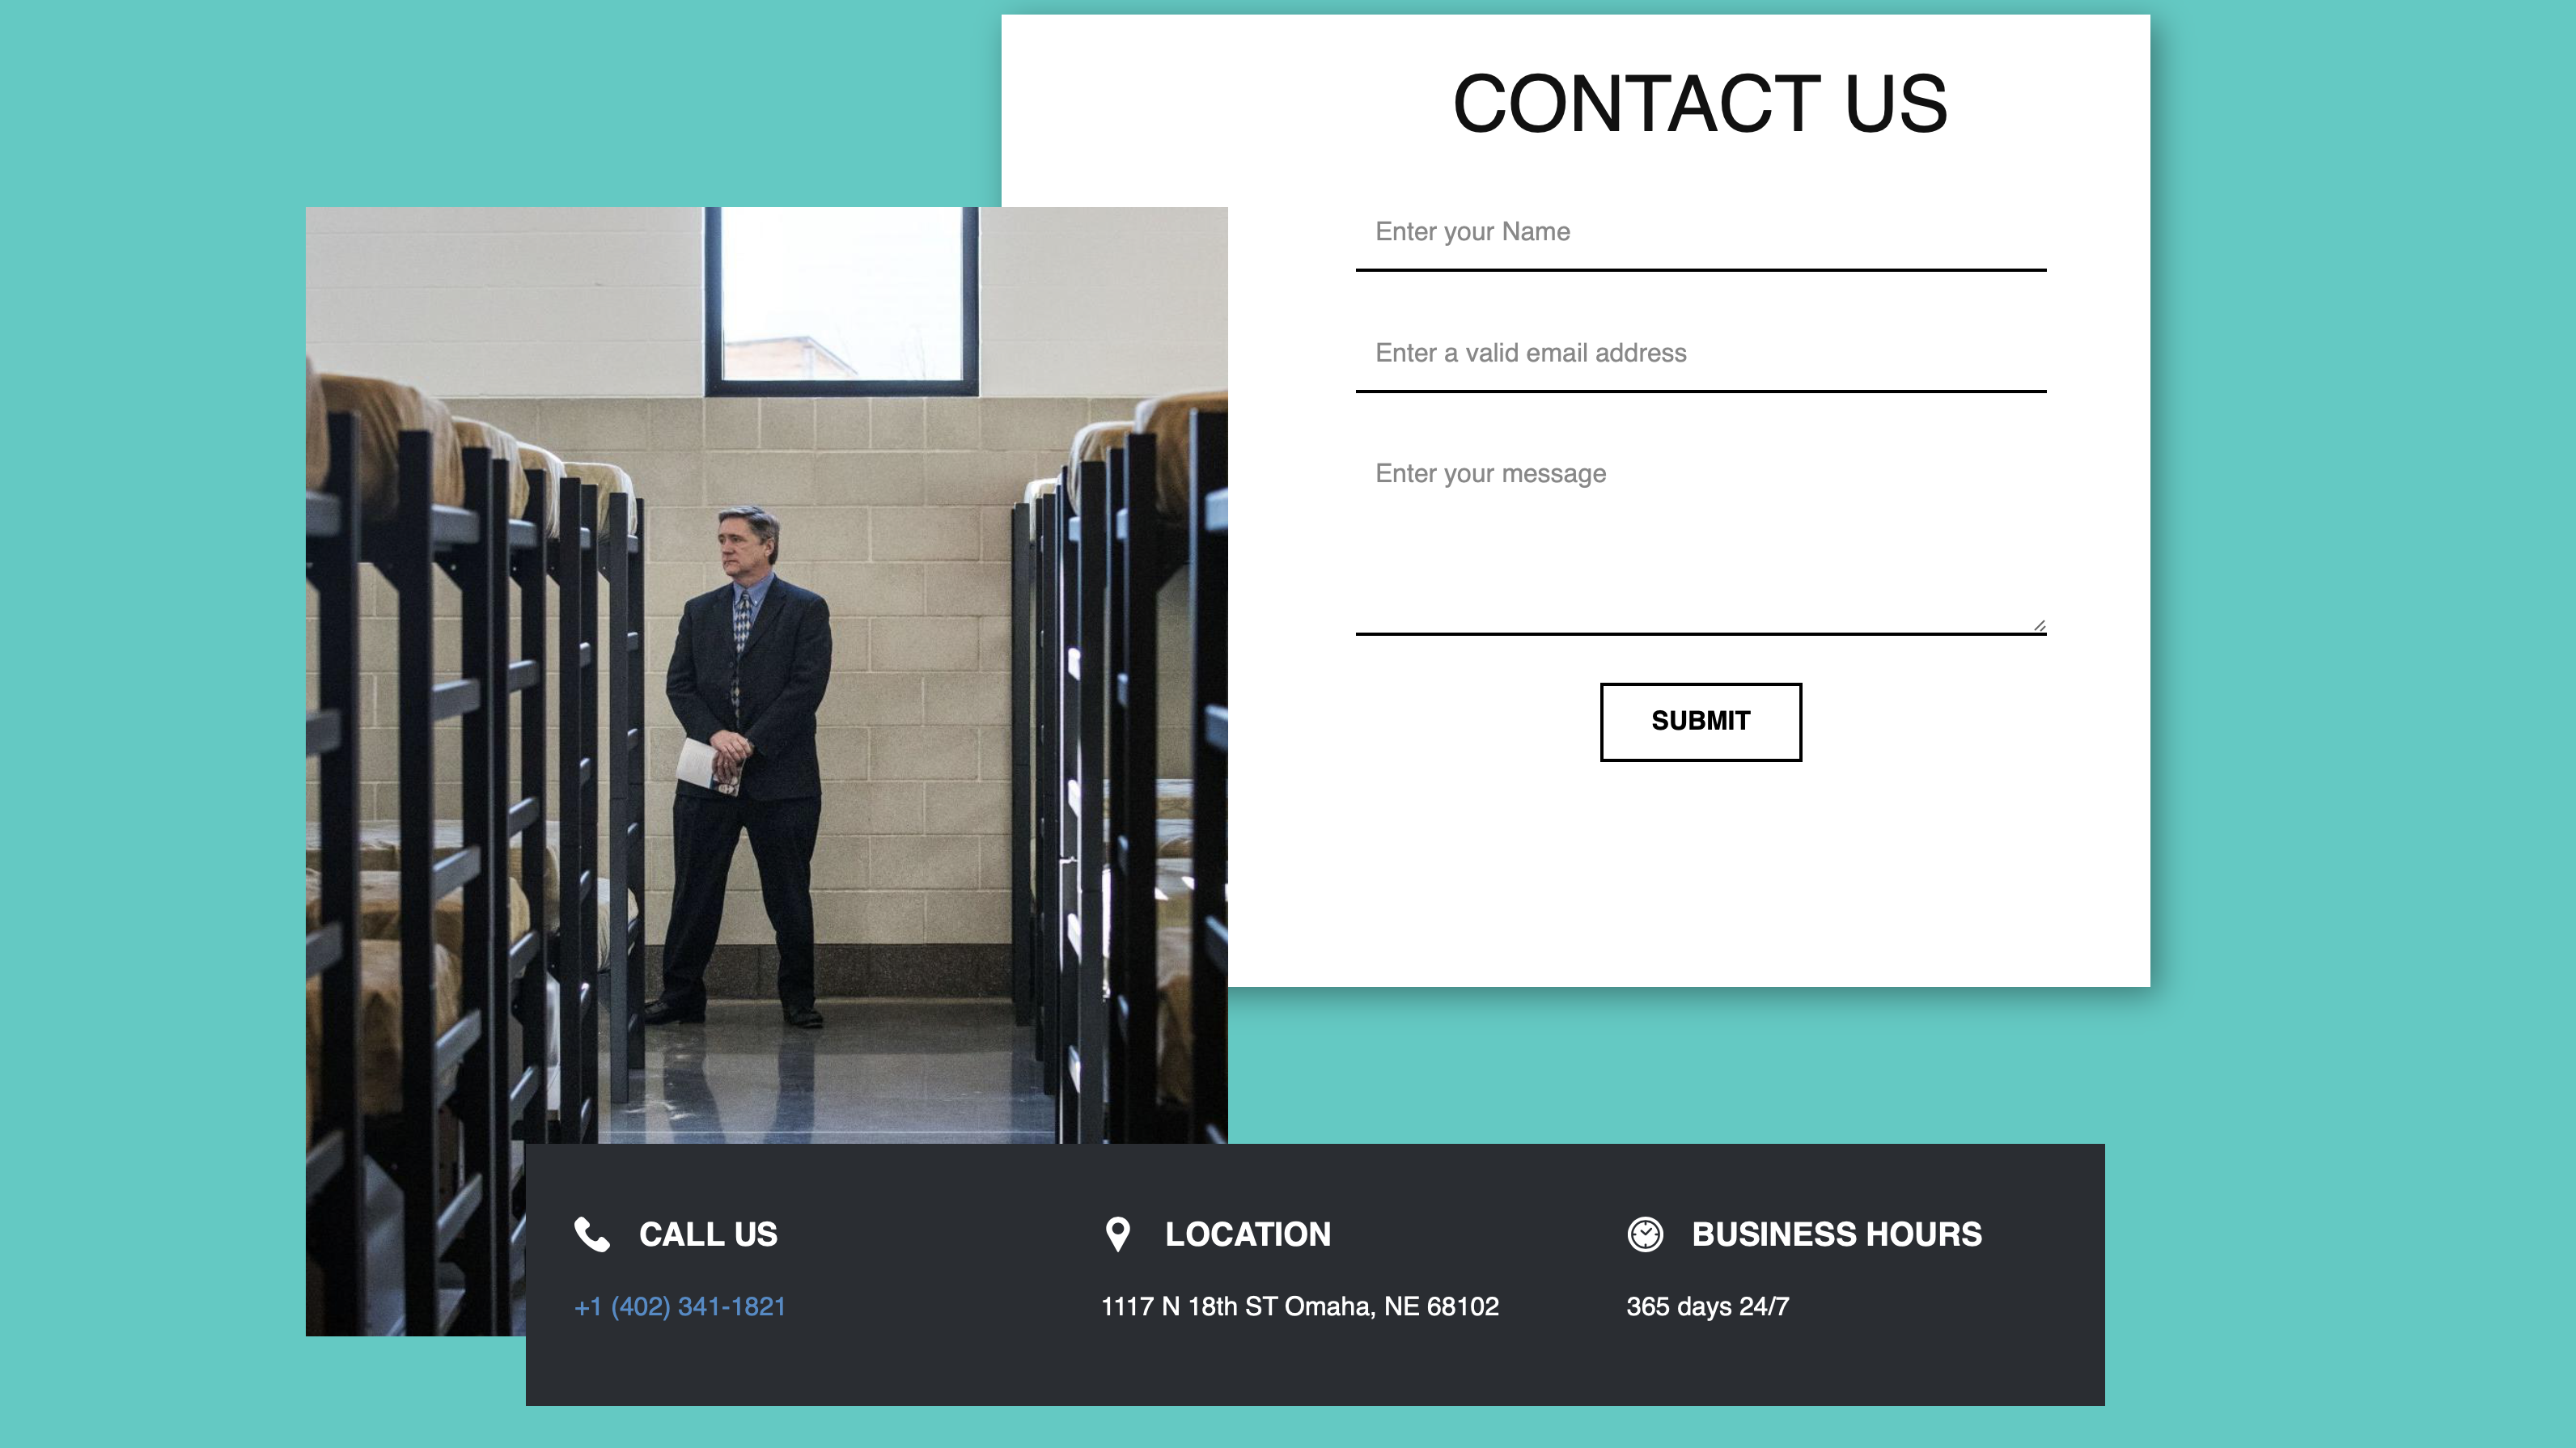 CONTACT US
Enter your Name
Enter a valid email address
Enter your message
SUBMIT
CALL US
+1 (402) 341-1821
LOCATION
1117 N 18th ST Omaha, NE 68102
BUSINESS HOURS
365 days 24/7